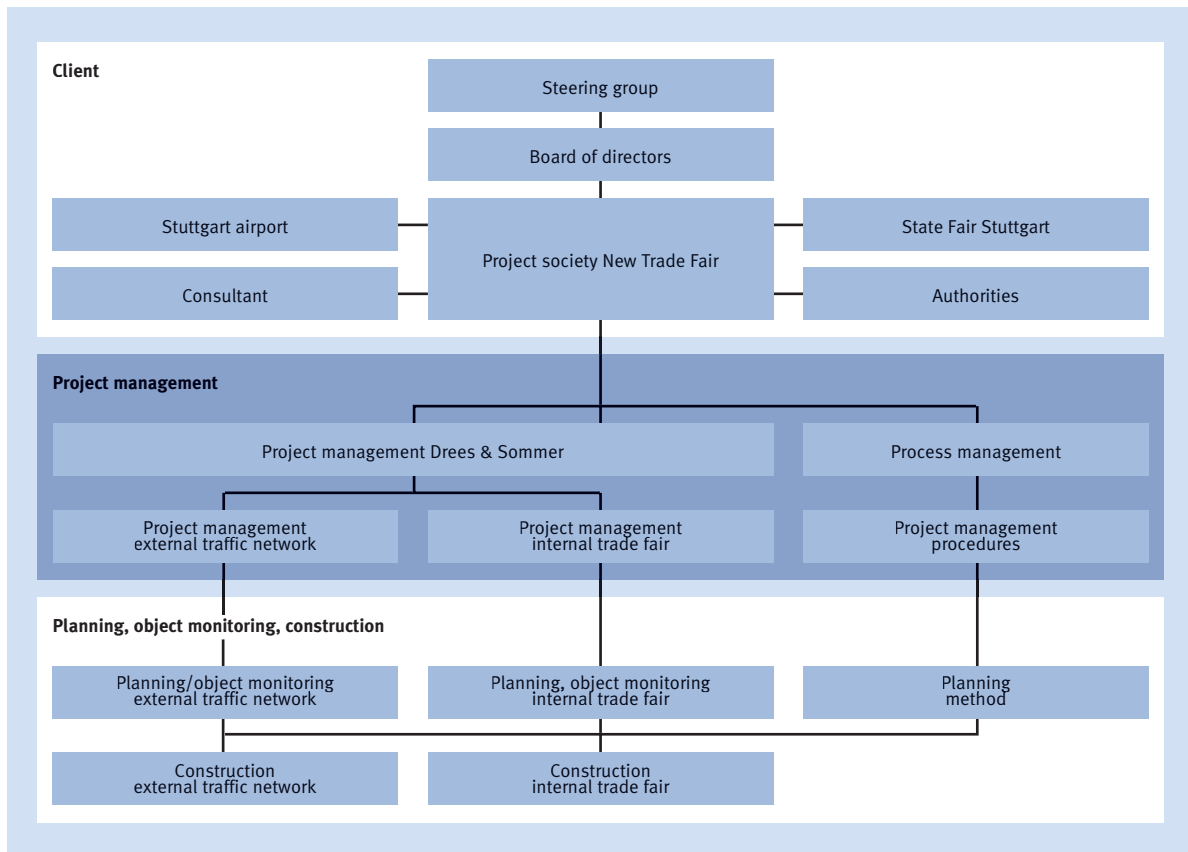 Client
Steering group
Board of directors
Stuttgart airport
State Fair Stuttgart
Project society New Trade Fair
Consultant
Authorities
Project management
Project management Drees & Sommer
Process management
Project management
external traffic network
Project management
internal trade fair
Project management
procedures
Planning, object monitoring, construction
Planning/object monitoring
external traffic network
Planning, object monitoring
internal trade fair
Planning
method
Construction
external traffic network
Construction
internal trade fair